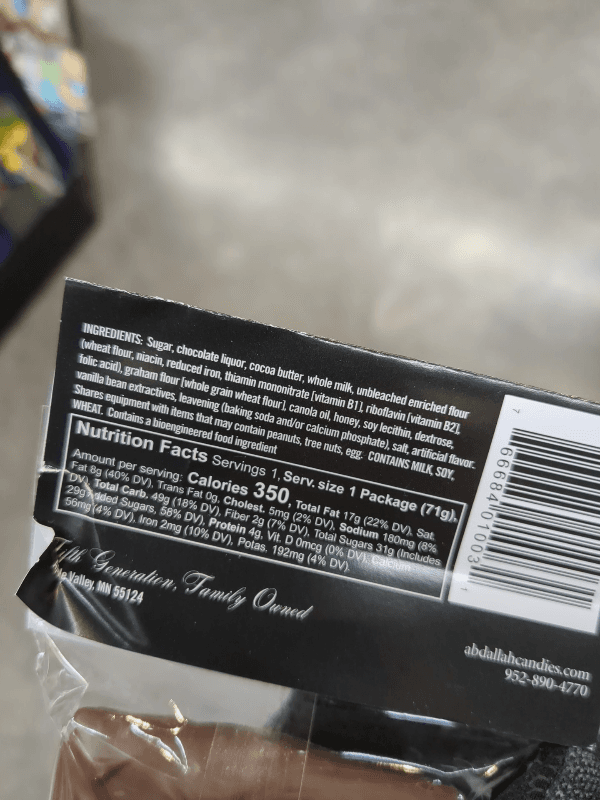 INGREDIENTS: Sugar, chocolate liquor, cocoa butter, whole milk, unbleached enriched flour
(wheat flour, niacin, reduced iron, thiamin mononitrate [vitamin B1], riboflavin [vitamin B2],
folic acid), graham flour [whole grain wheat flour], canola oil, honey, soy lecithin, dextrose,
vanilla bean extractives, leavening (baking soda and/or calcium phosphate), salt, artificial flavor.
Shares equipment with items that may contain peanuts, tree nuts, egg. CONTAINS MILK, SOY,
WHEAT. Contains a bioengineered food ingredient
Nutrition Facts Servings 1, Serv. size 1 Package (71g),
Amount per serving: Calories 350, Total Fat 17g (22% DV), Sat.
Fat 8g (40% DV), Trans Fat 0g, Cholest. 5mg (2% DV), Sodium 180mg (8%
DV), Total Carb. 49g (18% DV), Fiber 2g (7% DV), Total Sugars 31g (Includes
29g Added Sugars, 58% DV), Protein 4g, Vit. D 0mcg (0% DV), Calcium
56mg (4% DV), Iron 2mg (10% DV), Potas. 192mg (4% DV).
Generation, Family Owned
Valley, MN 55124
abdallahcandies.com
952-890-4770